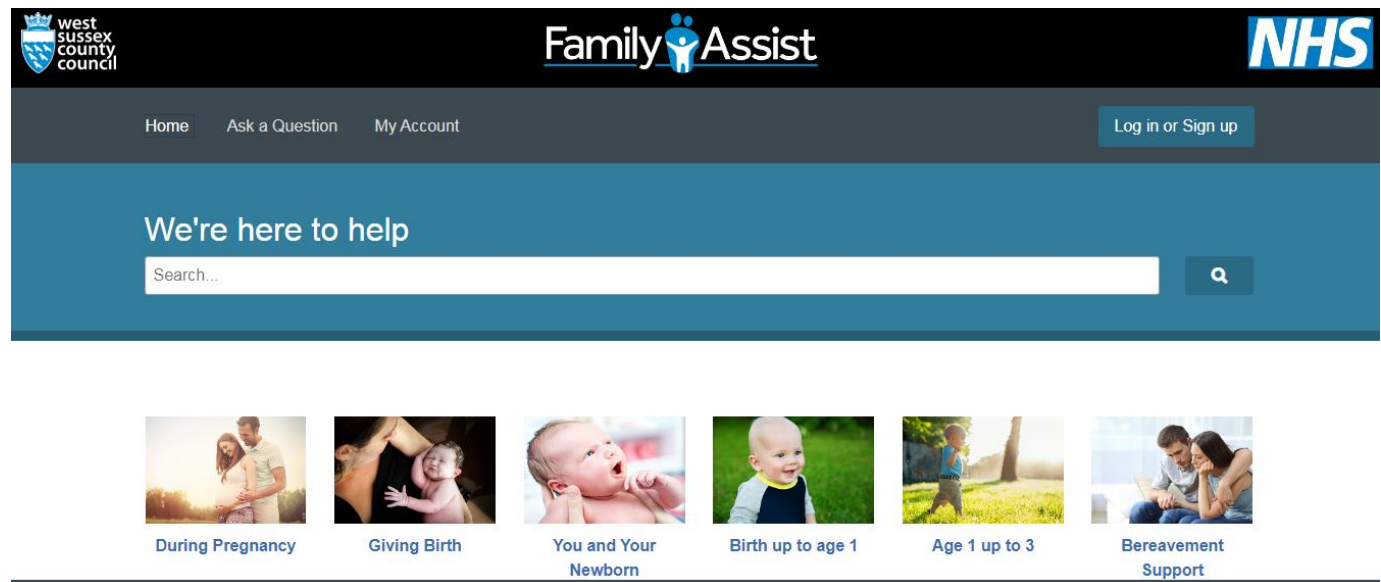 west
sussex
county
council
Family Assist
NHS
Home Ask a Question My Account Log in or Sign up
We're here to help
Search...
During Pregnancy Giving Birth You and Your Birth up to age 1 Age 1 up to 3 Bereavement
Newborn Support